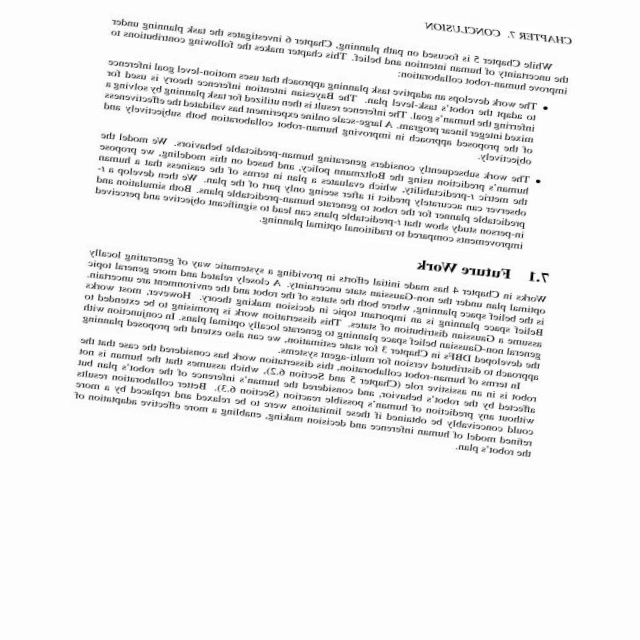 CHAPTER 7. CONCLUSION
While Chapter 5 is focused on path planning, Chapter 6 investigates the task planning under
the uncertainty of human intention and belief. This chapter makes the following contributions to
improve human-robot collaboration:
• The work develops an adaptive task planning approach that uses motion-level goal inference
to adapt the robot's task-level plan. The Bayesian intention inference theory is used for
inferring the human's goal. The inference result is then utilized for task planning by solving a
mixed integer linear program. A large-scale online experiment has validated the effectiveness
of the proposed approach in improving human-robot collaboration both subjectively and
objectively.
• The work subsequently considers generating human-predictable behaviors. We model the
human's prediction using the Boltzmann policy, and based on this modeling, we propose
the metric t-predictability, which evaluates a plan in terms of the easiness that a human
observer can accurately predict it after seeing only part of the plan. We then develop a t-
predictable planner for the robot to generate human-predictable plans. Both simulation and
in-person study show that t-predictable plans can lead to significant objective and perceived
improvements compared to traditional optimal planning.
7.1 Future Work
Works in Chapter 4 has made initial efforts in providing a systematic way of generating locally
optimal plan under the non-Gaussian state uncertainty. A closely related and more general topic
is the belief space planning, where both the states of the robot and the environment are uncertain.
Belief space planning is an important topic in decision making theory. However, most works
assume a Gaussian distribution of states. This dissertation work is promising to be extended to
general non-Gaussian belief space planning to generate locally optimal plans. In conjunction with
the developed DBFs in Chapter 3 for state estimation, we can also extend the proposed planning
approach to distributed version for multi-agent systems.
In terms of human-robot collaboration, this dissertation work has considered the case that the
robot is in an assistive role (Chapter 5 and Section 6.2), which assumes that the human is not
affected by the robot's behavior, and considered the human's inference of the robot's plan but
without any prediction of human's possible reaction (Section 6.3). Better collaboration results
could conceivably be obtained if these limitations were to be relaxed and replaced by a more
refined model of human inference and decision making, enabling a more effective adaptation of
the robot's plan.